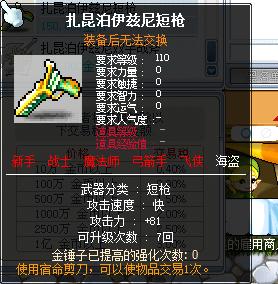 扎昆泊伊兹尼短枪
装备后无法交换
要求等级： 110
要求力量： 0
要求敏捷： 0
要求智力： 0
要求运气： 0
要求人气度： -
道具等级： -
道具经验值： -
新手 战士 魔法师 弓箭手 飞侠 海盗
武器分类 : 短枪
攻击速度 : 快
攻击力 : +81
可升级次数 : 7回
金锤子已提高的强化次数: 0
使用宿命剪刀，可以使物品交易1次。